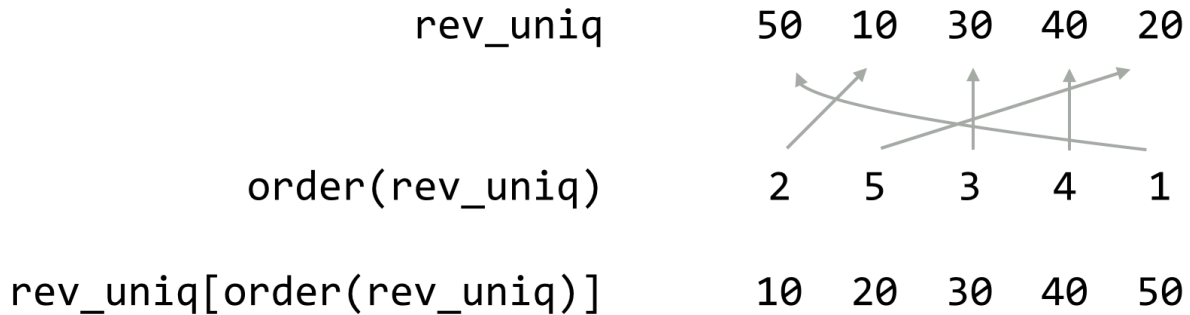 rev_uniq 50 10 30 40 20
order(rev_uniq) 2 5 3 4 1
rev_uniq[order(rev_uniq)] 10 20 30 40 50